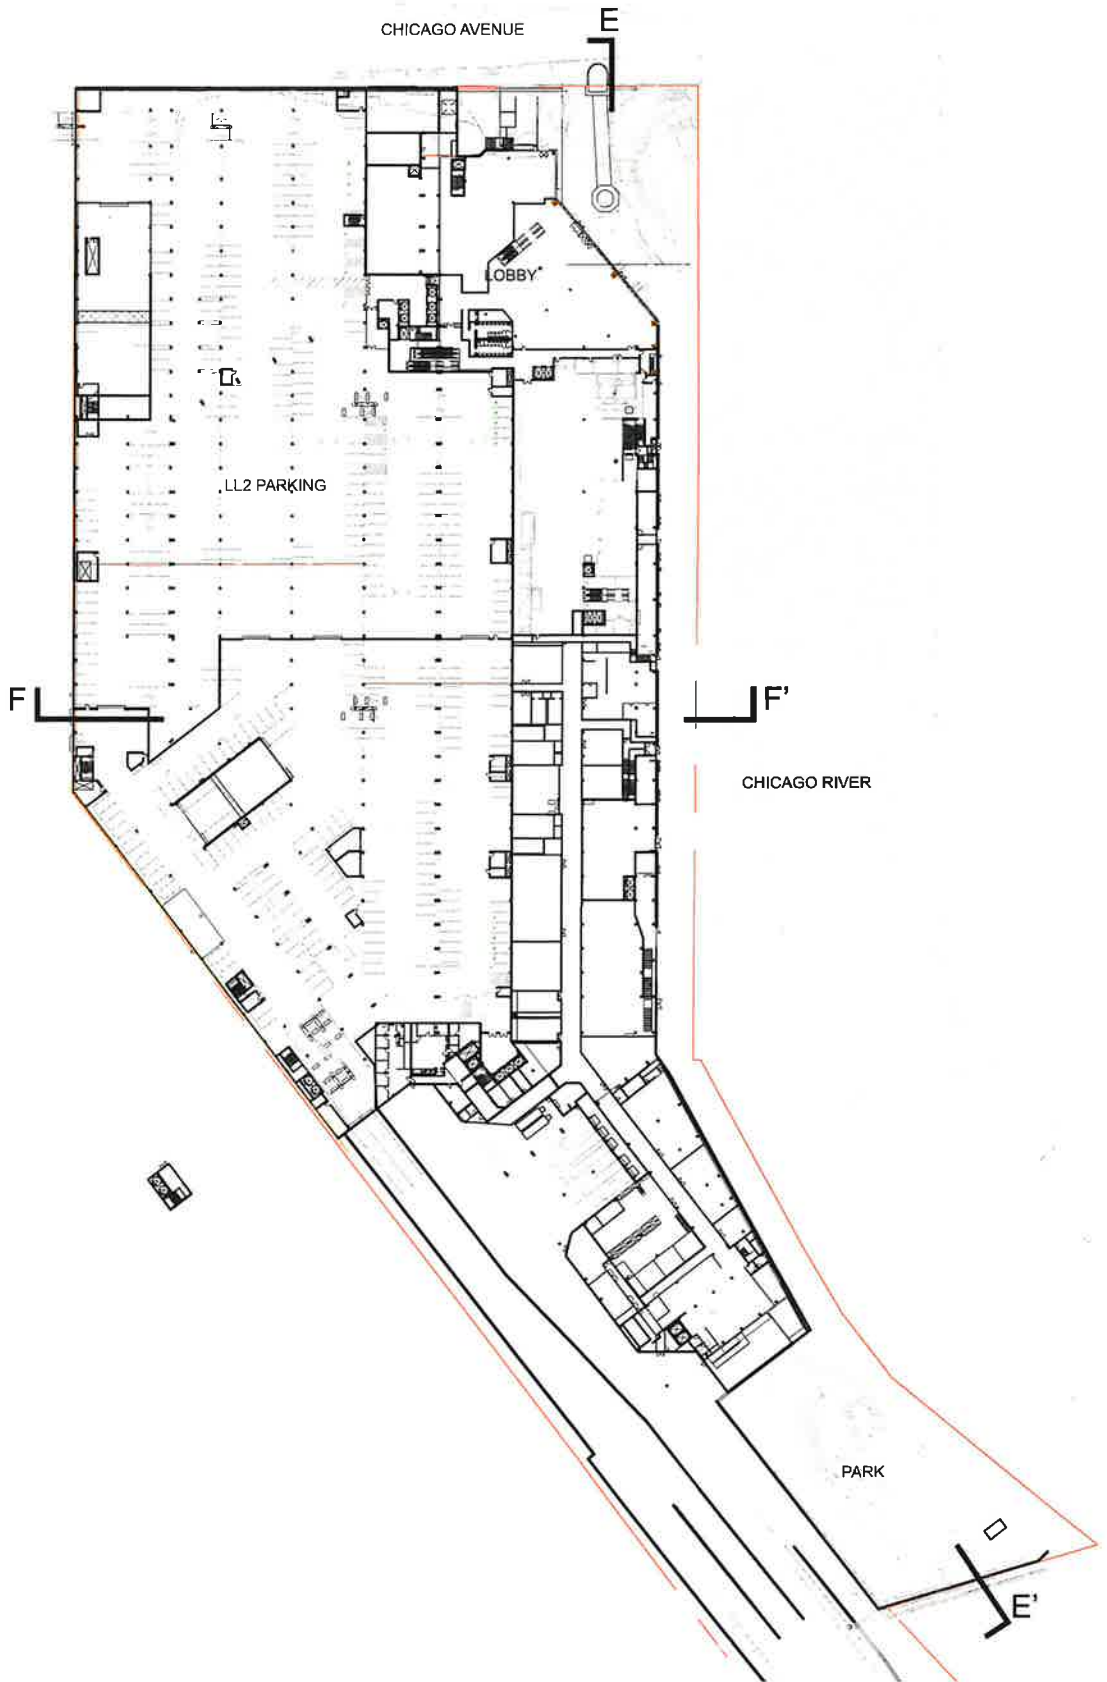 CHICAGO AVENUE
E
LOBBY
LL2 PARKING
F
F'
CHICAGO RIVER
PARK
E'